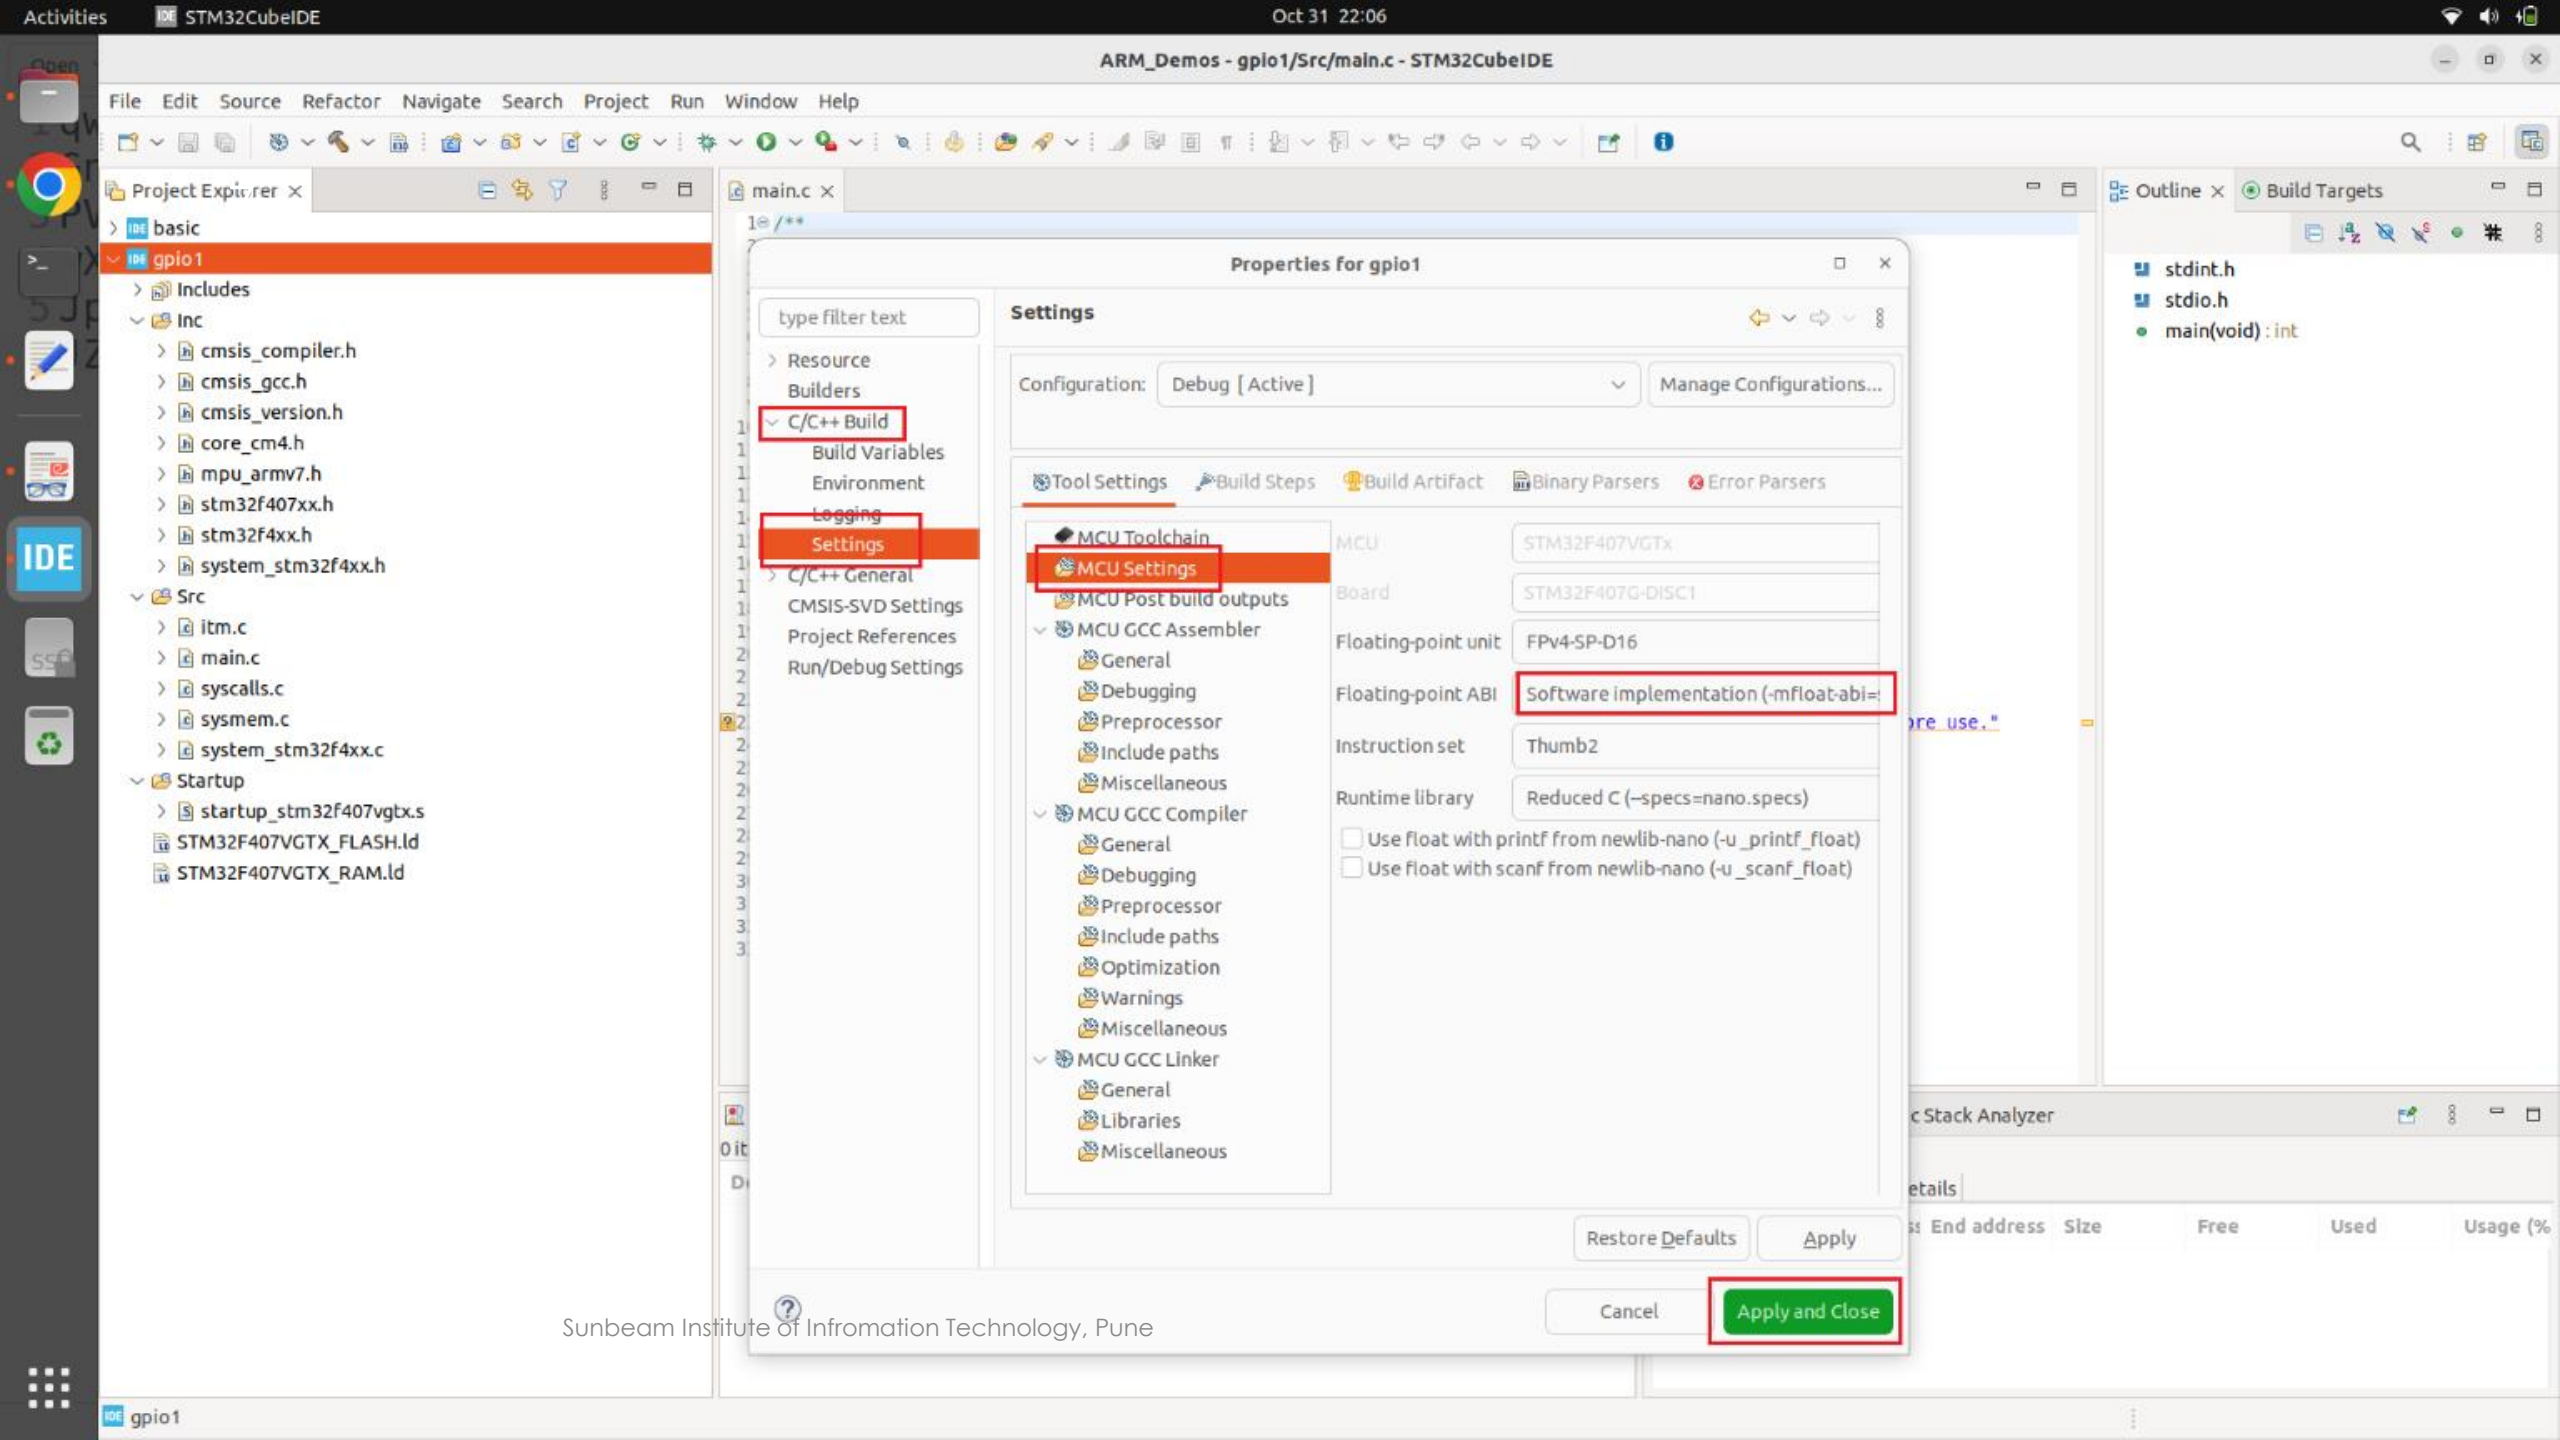 Activities
STM32CubeIDE
Oct 31 22:06
ARM_Demos - gpio1/Src/main.c - STM32CubeIDE
File Edit Source Refactor Navigate Search Project Run Window Help
Project Explorer
basic
gpio1
Includes
Inc
cmsis_compiler.h
cmsis_gcc.h
cmsis_version.h
core_cm4.h
mpu_armv7.h
stm32f407xx.h
stm32f4xx.h
system_stm32f4xx.h
Src
itm.c
main.c
syscalls.c
sysmem.c
system_stm32f4xx.c
Startup
startup_stm32f407vgtx.s
STM32F407VGTX_FLASH.ld
STM32F407VGTX_RAM.ld
main.c
1 /**
use."
Properties for gpio1
type filter text
Resource
Builders
C/C++ Build
Build Variables
Environment
Logging
Settings
C/C++ General
CMSIS-SVD Settings
Project References
Run/Debug Settings
Settings
Configuration: Debug [ Active ] Manage Configurations...
Tool Settings Build Steps Build Artifact Binary Parsers Error Parsers
MCU Toolchain
MCU Settings
MCU Post build outputs
MCU GCC Assembler
General
Debugging
Preprocessor
Include paths
Miscellaneous
MCU GCC Compiler
General
Debugging
Preprocessor
Include paths
Optimization
Warnings
Miscellaneous
MCU GCC Linker
General
Libraries
Miscellaneous
MCU STM32F407VGTx
Board STM32F407G-DISC1
Floating-point unit FPv4-SP-D16
Floating-point ABI Software implementation (-mfloat-abi=
Instruction set Thumb2
Runtime library Reduced C (--specs=nano.specs)
Use float with printf from newlib-nano (-u _printf_float)
Use float with scanf from newlib-nano (-u _scanf_float)
Restore Defaults Apply
Cancel Apply and Close
Outline Build Targets
stdint.h
stdio.h
main(void) : int
Stack Analyzer
End address Size Free Used Usage (%
Sunbeam Institute of Infromation Technology, Pune
IDE
gpio1